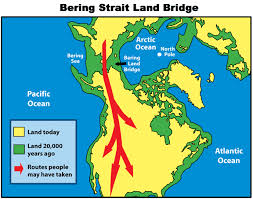 Bering Strait Land Bridge
Arctic
Ocean
North
Pole
Bering
Sea
Bering
Land
Bridge
Pacific
Ocean
Atlantic
Ocean
Land today
Land 20,000
years ago
Routes people
may have taken